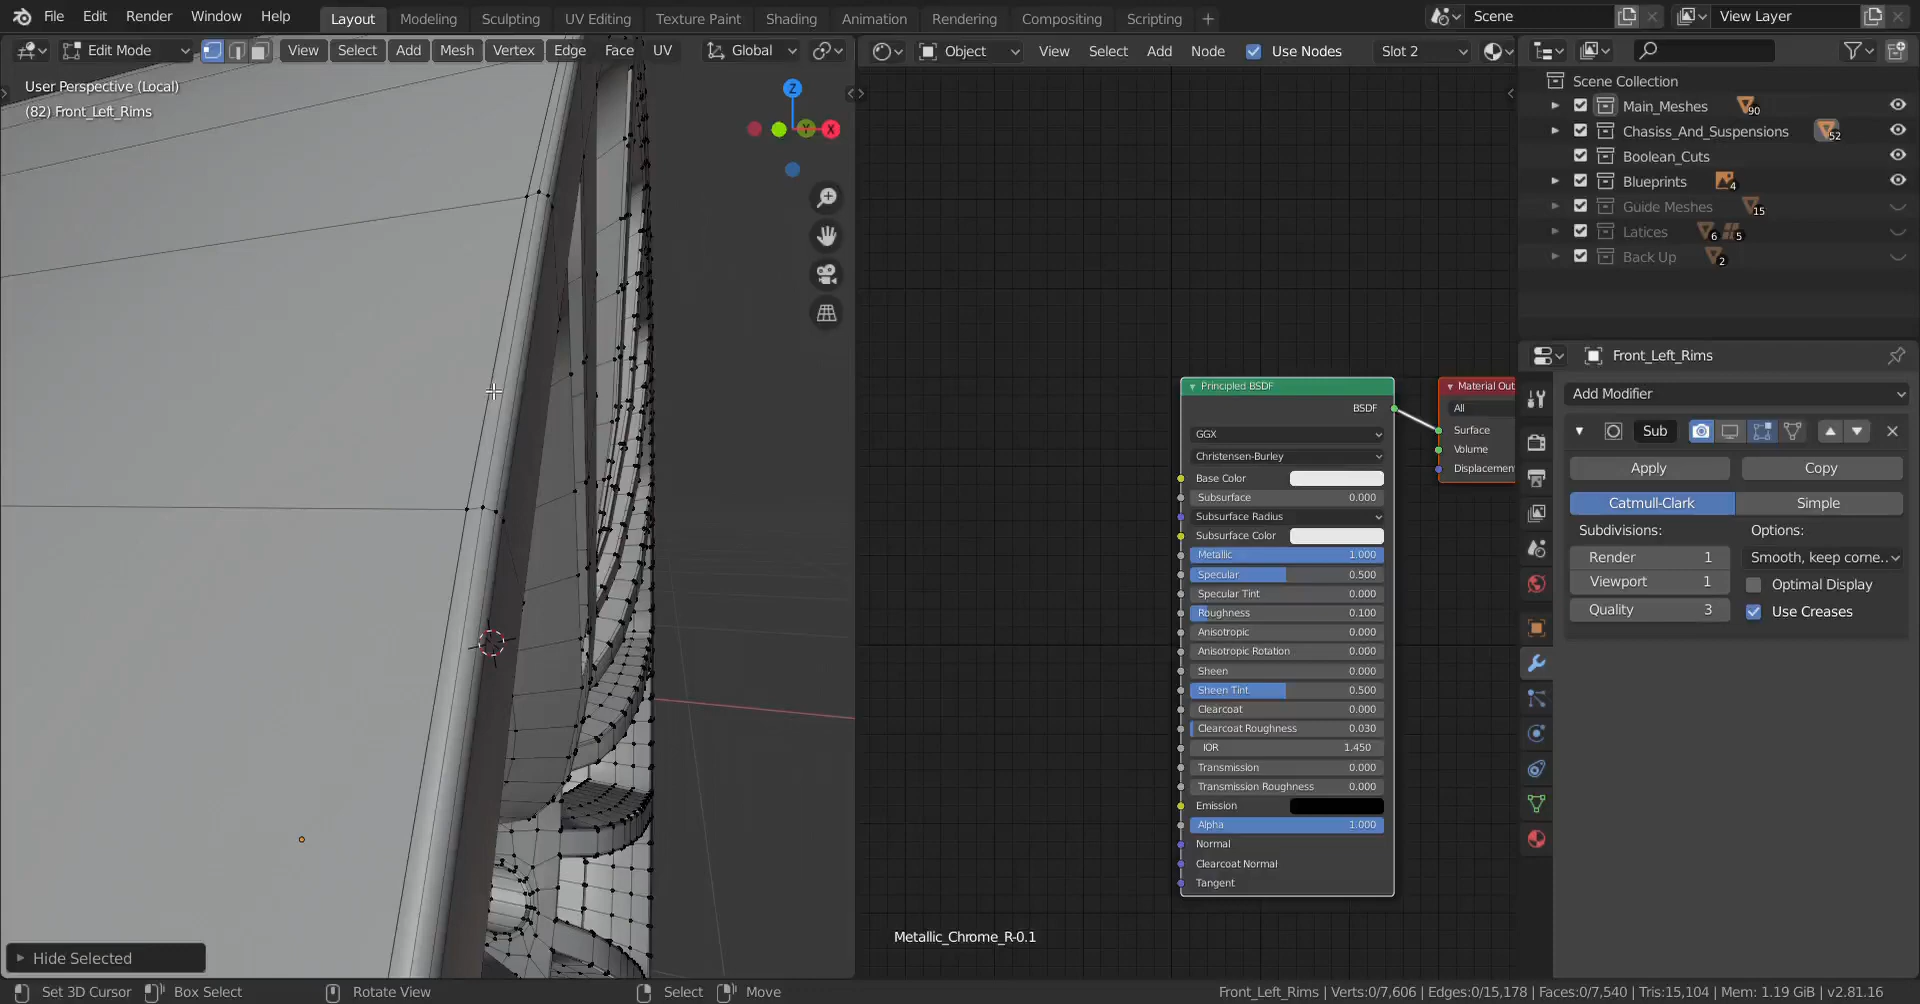 File Edit Render Window Help Layout Modeling Sculpting UV Editing Texture Paint Shading Animation Rendering Compositing Scripting + Scene View Layer
Edit Mode View Select Add Mesh Vertex Edge Face UV Global Object View Select Add Node Use Nodes Slot 2
User Perspective (Local)
(82) Front_Left_Rims
Z
Y X
Scene Collection
Main_Meshes 90
Chasiss_And_Suspensions 52
Boolean_Cuts
Blueprints 4
Guide Meshes 15
Latices 6 5
Back Up 2
Front_Left_Rims
Add Modifier
Sub
Apply Copy
Catmull-Clark Simple
Subdivisions: Options:
Render 1 Smooth, keep corne..
Viewport 1 Optimal Display
Quality 3 Use Creases
Principled BSDF
BSDF
GGX
Christensen-Burley
Base Color
Subsurface 0.000
Subsurface Radius
Subsurface Color
Metallic 1.000
Specular 0.500
Specular Tint 0.000
Roughness 0.100
Anisotropic 0.000
Anisotropic Rotation 0.000
Sheen 0.000
Sheen Tint 0.500
Clearcoat 0.000
Clearcoat Roughness 0.030
IOR 1.450
Transmission 0.000
Transmission Roughness 0.000
Emission
Alpha 1.000
Normal
Clearcoat Normal
Tangent
Material Out
All
Surface
Volume
Displacemen
Metallic_Chrome_R-0.1
Hide Selected
Set 3D Cursor Box Select Rotate View Select Move Front_Left_Rims | Verts:0/7,606 | Edges:0/15,178 | Faces:0/7,540 | Tris:15,104 | Mem: 1.19 GiB | v2.81.16